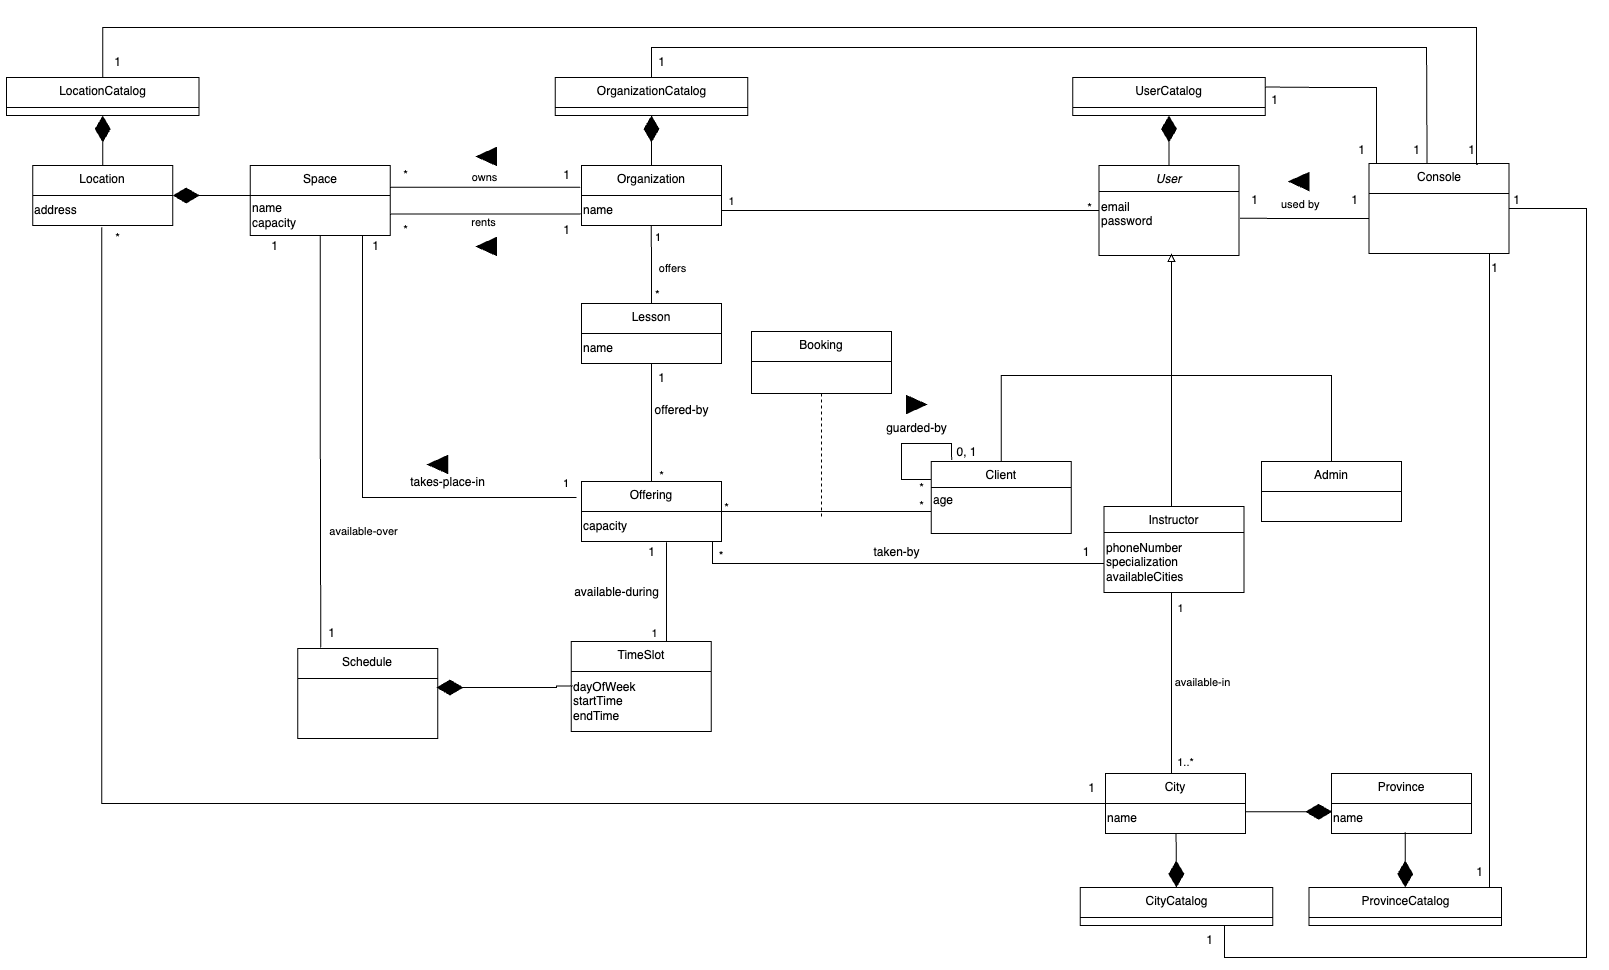 1
1
LocationCatalog
OrganizationCatalog
UserCatalog
1
1
1
1
Location
address
*
Space
name
capacity
1
1
*
owns
1
*
rents
1
Organization
name
1
*
User
email
password
1
used by
1
Console
1
1
1
offers
*
Lesson
name
1
offered-by
*
Booking
guarded-by
0, 1
*
*
Client
age
Admin
takes-place-in
1
Offering
capacity
*
available-over
1
*
taken-by
1
Instructor
phoneNumber
specialization
availableCities
available-during
1
1
1
Schedule
TimeSlot
dayOfWeek
startTime
endTime
available-in
1..*
1
City
name
Province
name
1
CityCatalog
ProvinceCatalog
1